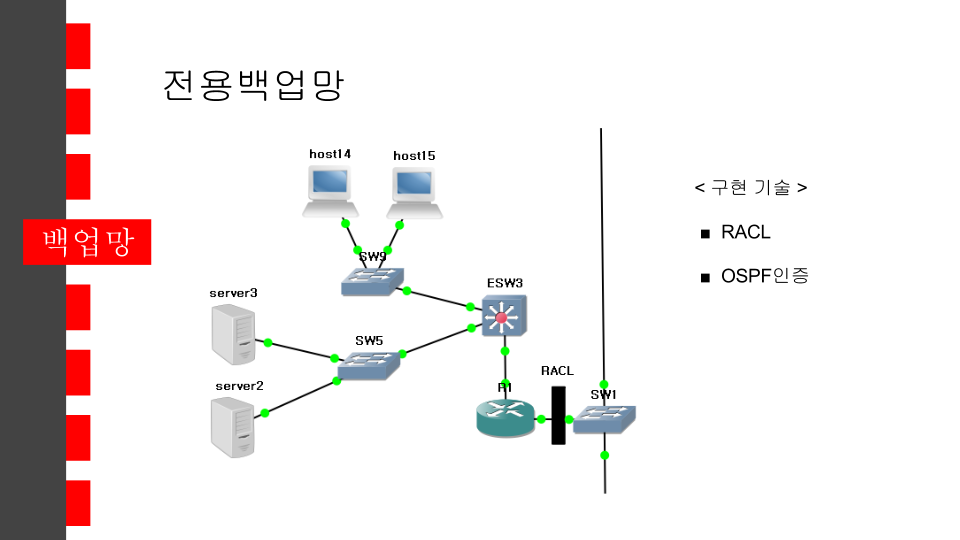 전용백업망
백업망
host14
host15
SW9
ESW3
server3
SW5
server2
R1
RACL
SW1
< 구현 기술 >
■ RACL
■ OSPF인증